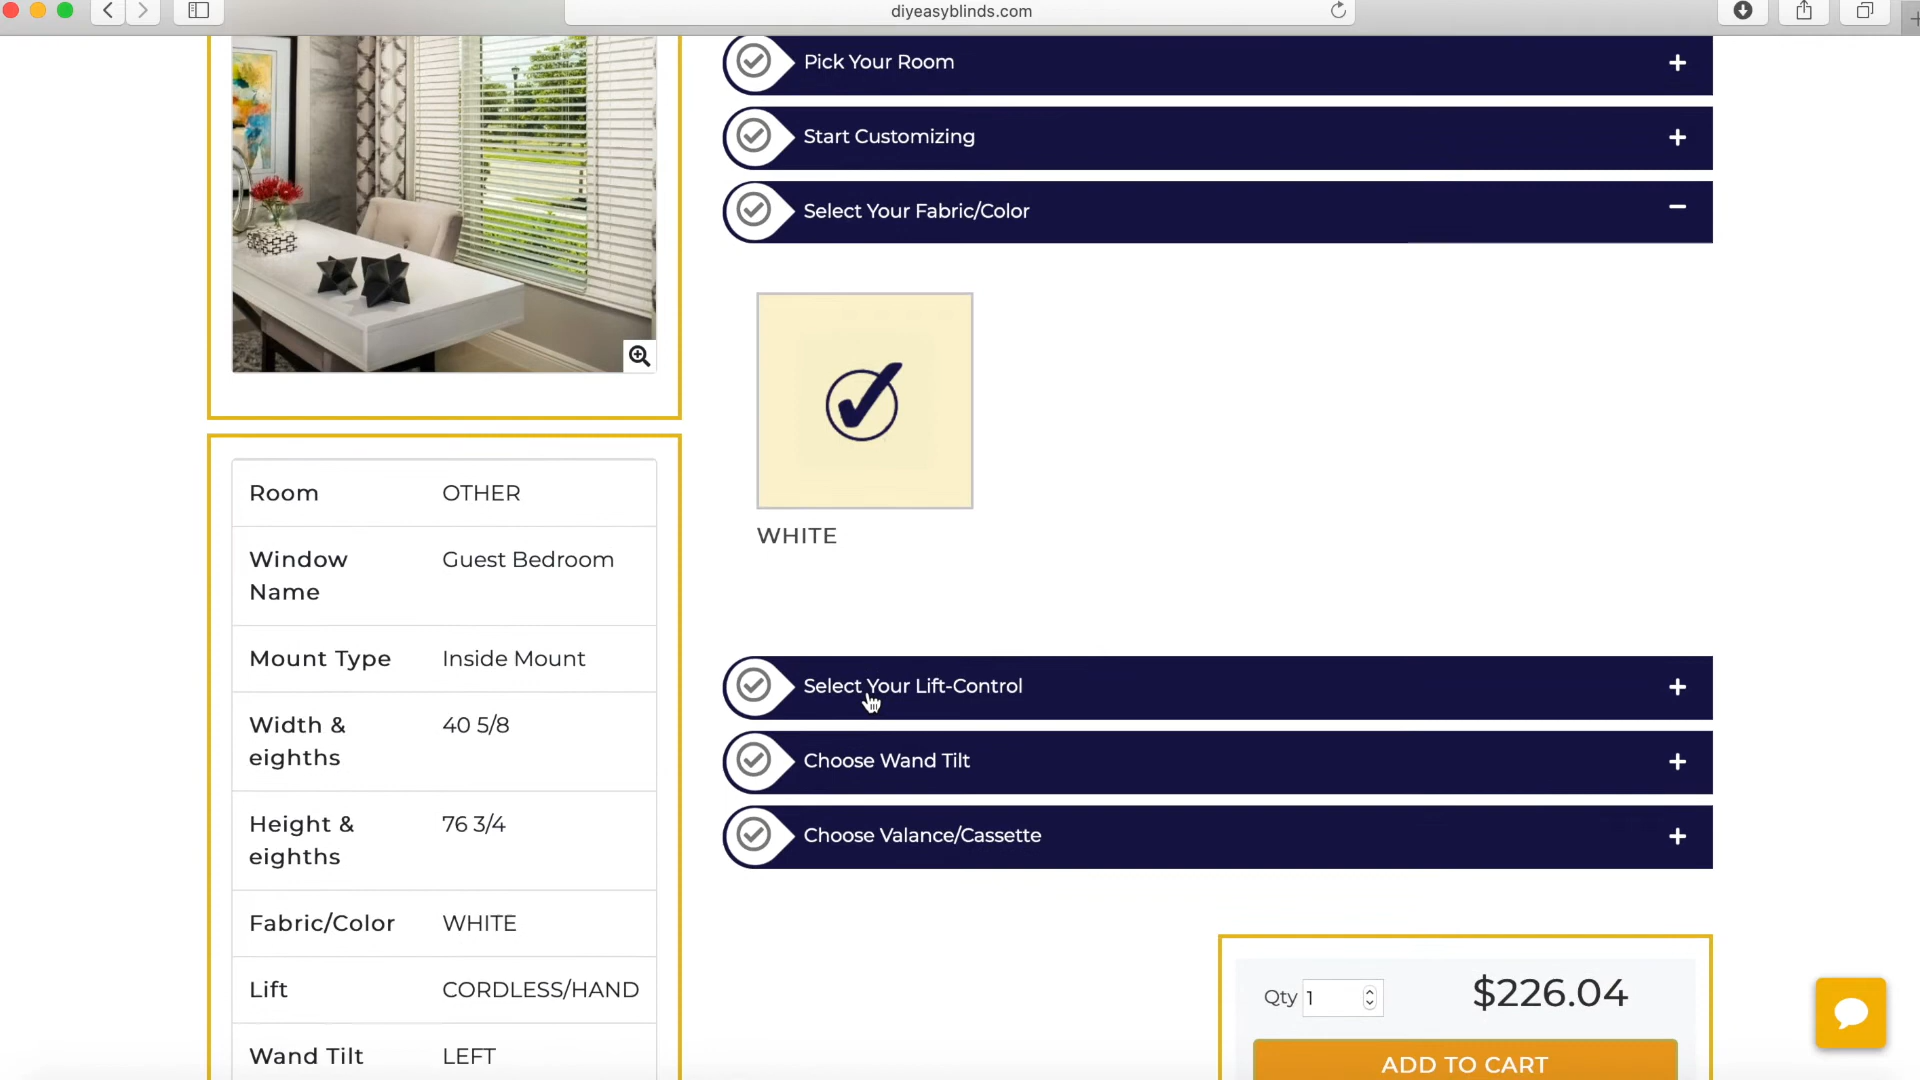 diyeasyblinds.com
Pick Your Room
Start Customizing
Select Your Fabric/Color
WHITE
Select Your Lift-Control
Choose Wand Tilt
Choose Valance/Cassette
Room OTHER
Window Guest Bedroom
Name
Mount Type Inside Mount
Width & 40 5/8
eighths
Height & 76 3/4
eighths
Fabric/Color WHITE
Lift CORDLESS/HAND
Wand Tilt LEFT
Qty 1 $226.04
ADD TO CART